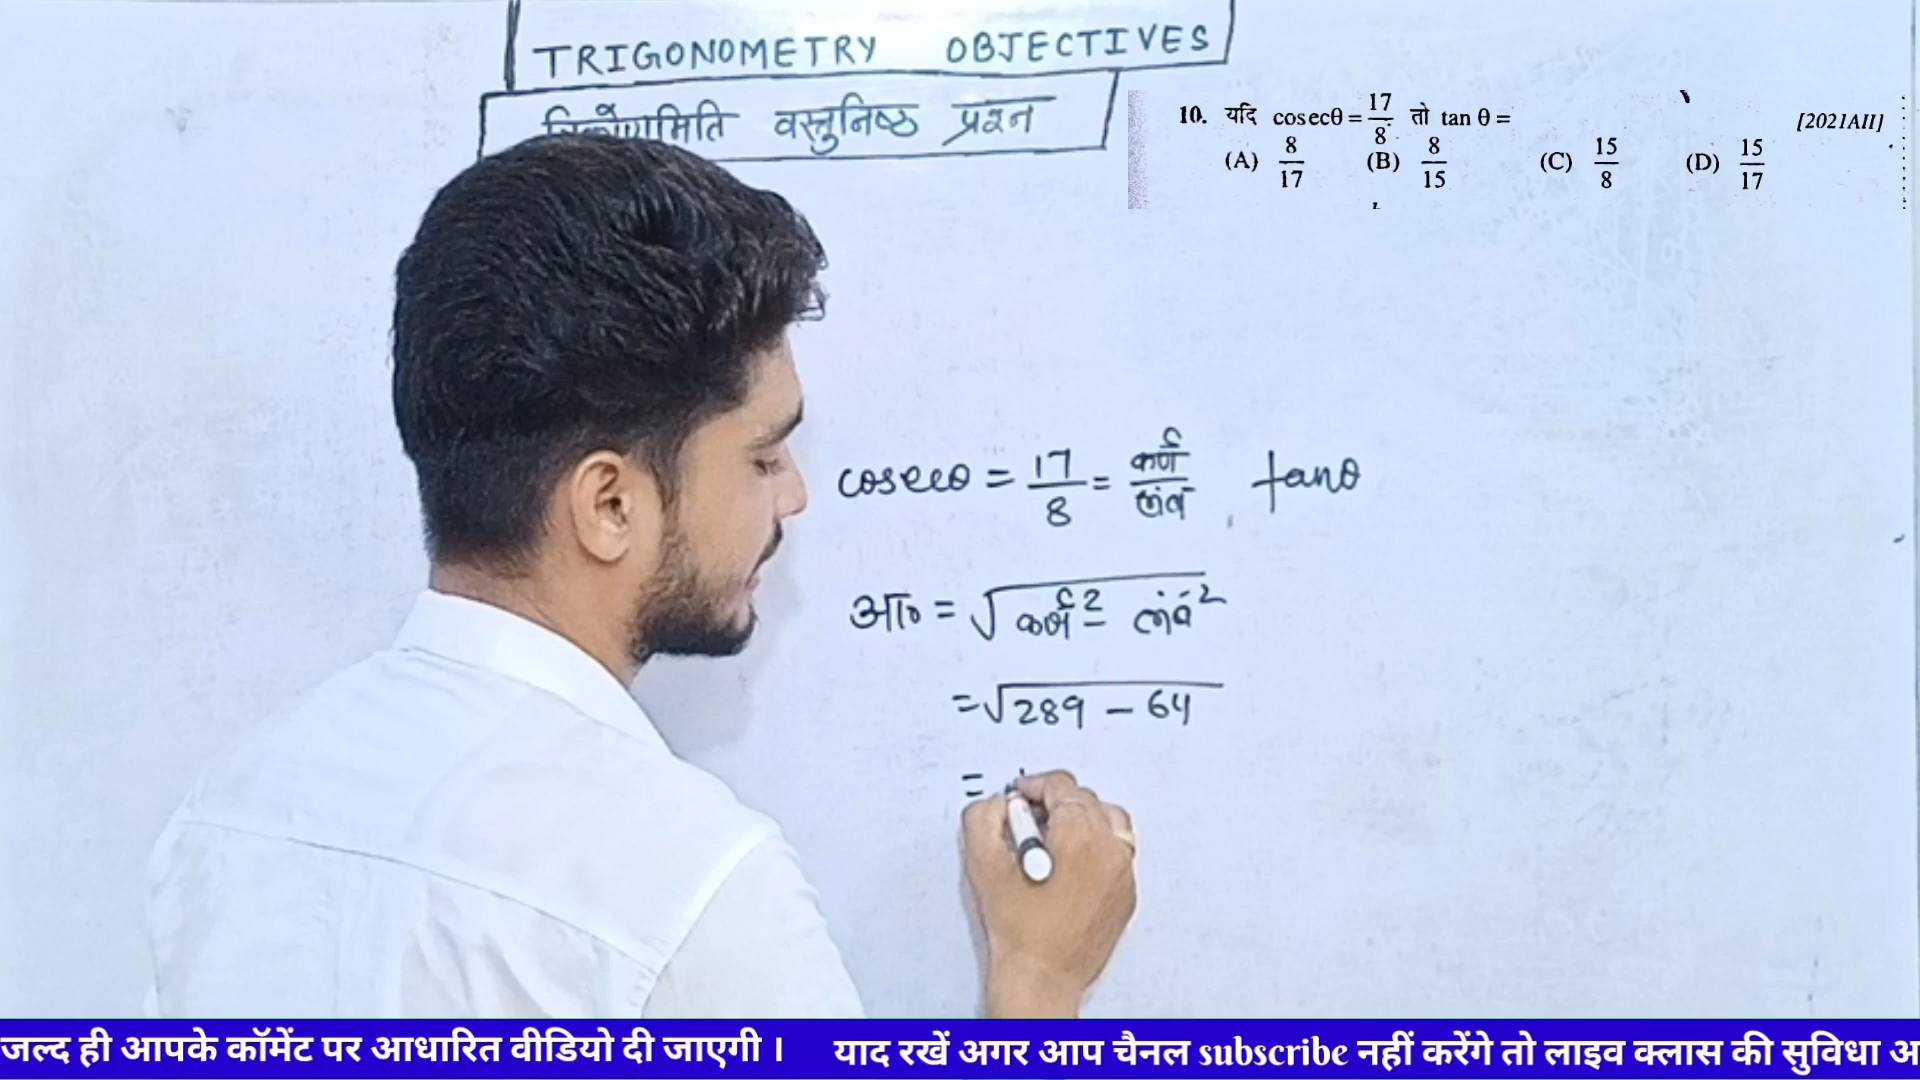 TRIGONOMETRY OBJECTIVES
त्रिकोणमिति वस्तुनिष्ठ प्रश्न
10. यदि cosecθ = 17/8 तो tan θ = [2021AII]
(A) 8/17 (B) 8/15 (C) 15/8 (D) 15/17
cosecθ = 17/8 = कर्ण/लंब tanθ
आ० = √कर्ण² - लंब²
= √289 - 64
=
जल्द ही आपके कॉमेंट पर आधारित वीडियो दी जाएगी । याद रखें अगर आप चैनल subscribe नहीं करेंगे तो लाइव क्लास की सुविधा